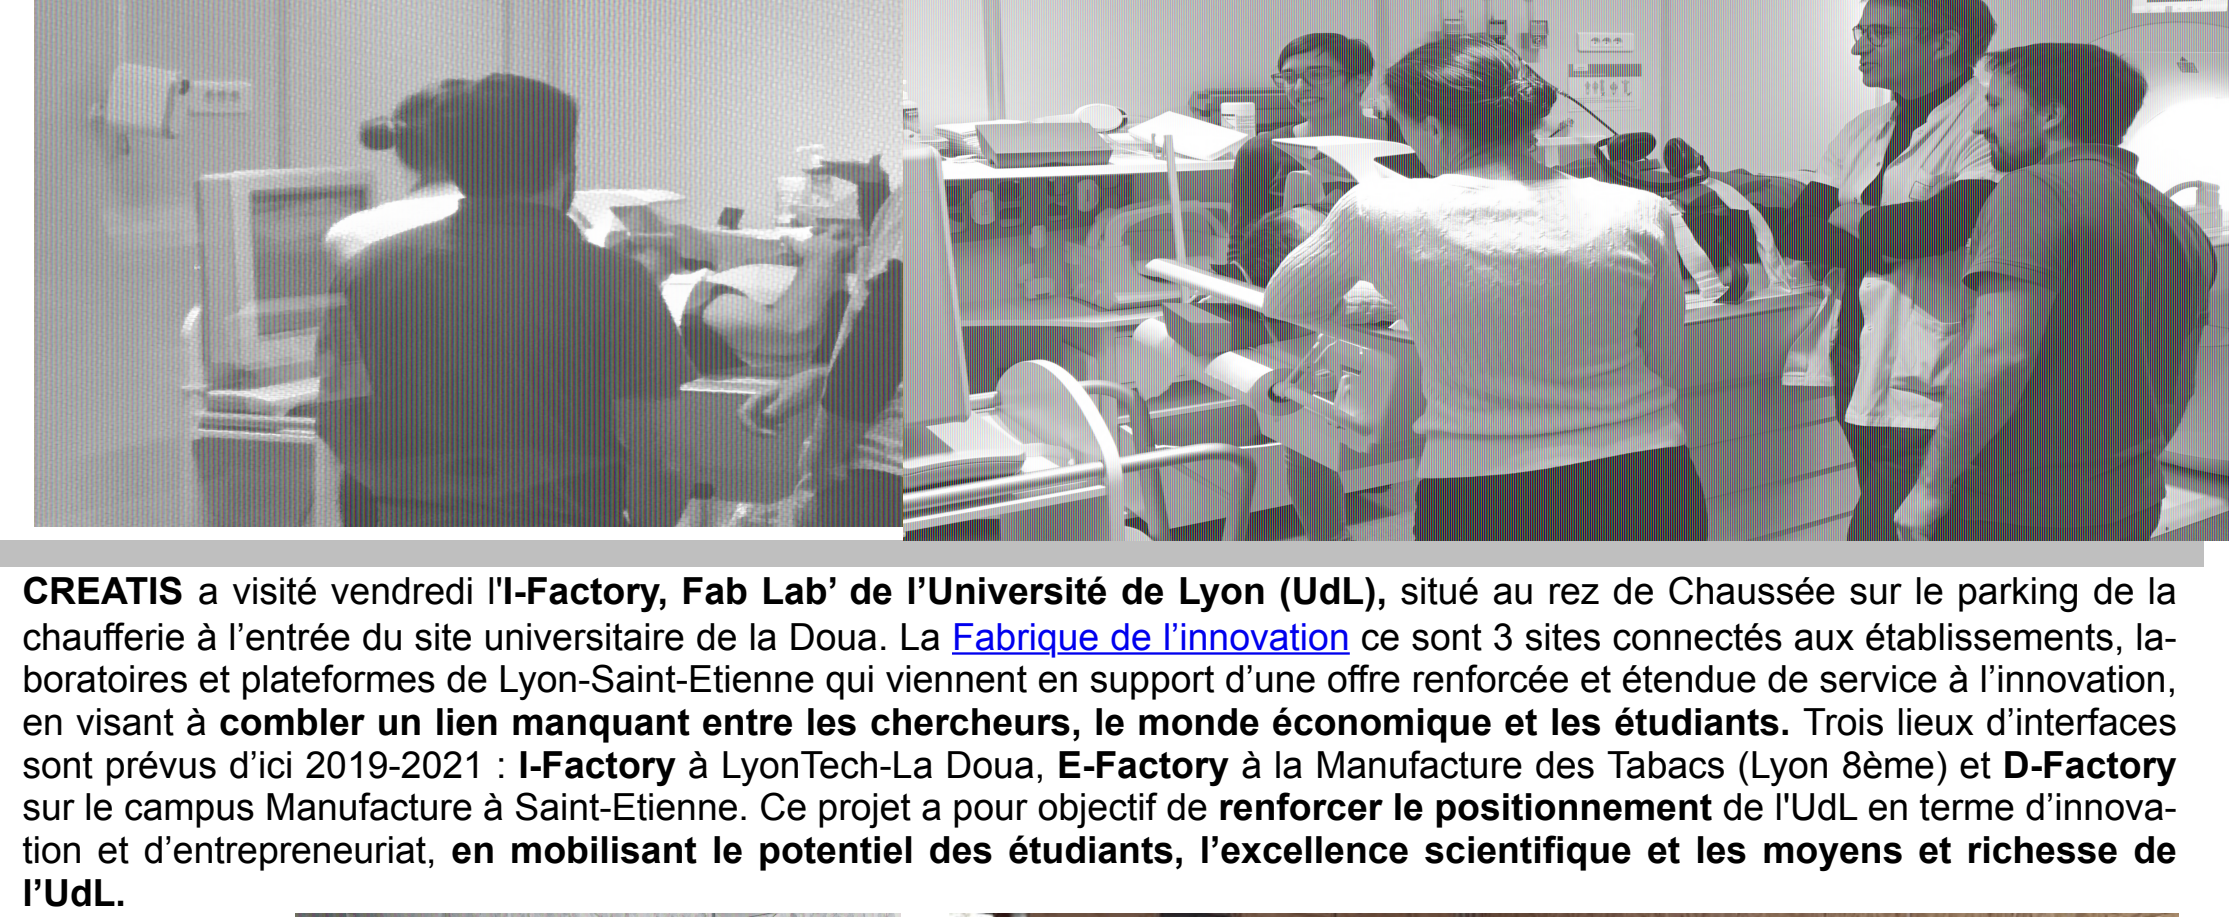 CREATIS a visité vendredi l'I-Factory, Fab Lab’ de l’Université de Lyon (UdL), situé au rez de Chaussée sur le parking de la
chaufferie à l’entrée du site universitaire de la Doua. La Fabrique de l’innovation ce sont 3 sites connectés aux établissements, la-
boratoires et plateformes de Lyon-Saint-Etienne qui viennent en support d’une offre renforcée et étendue de service à l’innovation,
en visant à combler un lien manquant entre les chercheurs, le monde économique et les étudiants. Trois lieux d’interfaces
sont prévus d’ici 2019-2021 : I-Factory à LyonTech-La Doua, E-Factory à la Manufacture des Tabacs (Lyon 8ème) et D-Factory
sur le campus Manufacture à Saint-Etienne. Ce projet a pour objectif de renforcer le positionnement de l'UdL en terme d’innova-
tion et d’entrepreneuriat, en mobilisant le potentiel des étudiants, l’excellence scientifique et les moyens et richesse de
l’UdL.